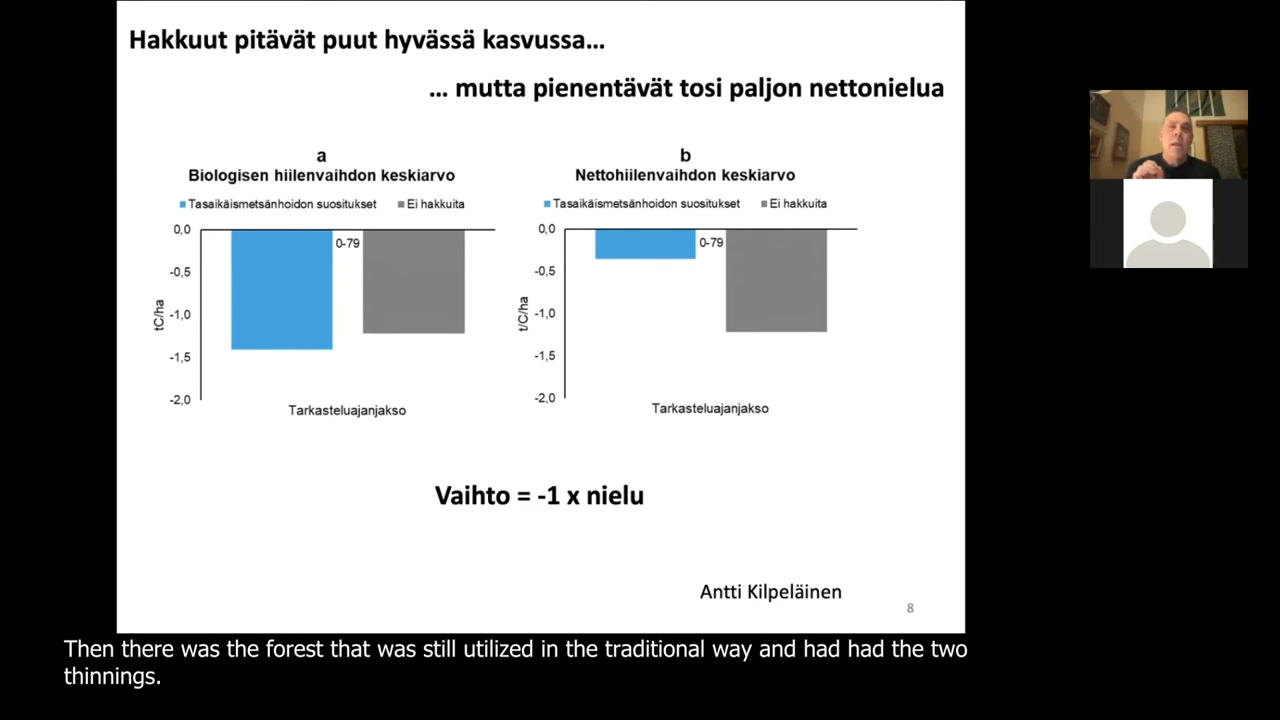 Hakkuut pitävät puut hyvässä kasvussa…
… mutta pienentävät tosi paljon nettonielua
a
Biologisen hiilenvaihdon keskiarvo
Tasaikäismetsänhoidon suositukset Ei hakkuita
0,0
0-79
-0,5
-1,0
-1,5
-2,0
tC/ha
Tarkasteluajanjakso
b
Nettohiilenvaihdon keskiarvo
Tasaikäismetsänhoidon suositukset Ei hakkuita
0,0
0-79
-0,5
-1,0
-1,5
-2,0
t/C/ha
Tarkasteluajanjakso
Vaihto = -1 x nielu
Antti Kilpeläinen
8
Then there was the forest that was still utilized in the traditional way and had had the two
thinnings.